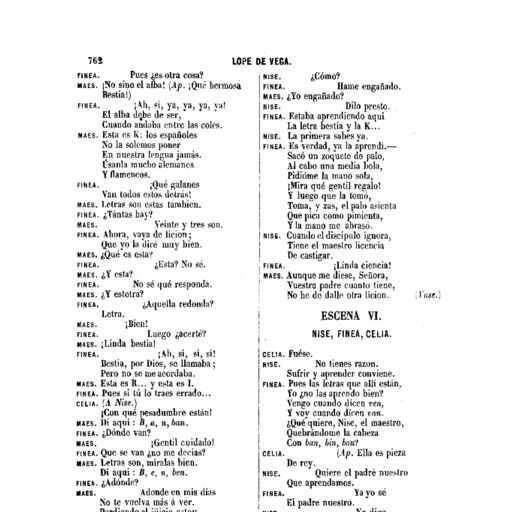 762
LOPE DE VEGA.
FINEA. Pues ¿es otra cosa?
MAES. ¡No sino el alba! (Ap. ¡Qué hermosa
Bestia!)
FINEA. ¡Ah, si, ya, ya, ya, ya!
El alba debe de ser,
Cuando andaba entre las coles.
MAES. Esta es K: los españoles
No la solemos poner
En nuestra lengua jamás.
Úsanla mucho alemanes
Y flamencos.
FINEA. ¡Qué galanes
Van todos estos detrás!
MAES. Letras son estas tambien.
FINEA. ¿Tántas hay?
MAES. Veinte y tres son.
FINEA. Ahora, vaya de licion;
Que yo la diré muy bien.
MAES. ¿Qué es esta?
FINEA. ¿Esta? No sé.
MAES. ¿Y esta?
FINEA. No sé qué responda.
MAES. ¿Y estotra?
FINEA. ¿Aquella redonda?
Letra.
MAES. ¡Bien!
FINEA. Luego ¿acerté?
MAES. ¡Linda bestia!
FINEA. ¡Ah, si, si, si!
Bestia, por Dios, se llamaba;
Pero no me acordaba.
MAES. Esta es R... y esta es I.
FINEA. Pues si tú lo traes errado...
CELIA. (A Nise.)
¡Con qué pesadumbre están!
MAES. Di aqui: B, a, n, ban.
FINEA. ¿Dónde van?
MAES. ¡Gentil cuidado!
FINEA. Que se van ¿no me decias?
MAES. Letras son, míralas bien.
Di aqui: B, e, n, ben.
FINEA. ¿Adónde?
MAES. Adonde en mis dias
No te vuelva más á ver.
NISE. ¿Cómo?
FINEA. Hame engañado.
MAES. ¿Yo engañado?
NISE. Dilo presto.
FINEA. Estaba aprendiendo aquí
La letra bestia y la K...
NISE. La primera sabes ya.
FINEA. Es verdad, ya la aprendi.—
Sacó un zoquete de palo,
Al cabo una media bola,
Pidióme la mano sola,
¡Mira qué gentil regalo!
Y luego que la tomó,
Toma, y zas, el palo asienta
Que pica como pimienta,
Y la mano me abrasó.
NISE. Cuando el discípulo ignora,
Tiene el maestro licencia
De castigar.
FINEA. ¡Linda ciencia!
MAES. Aunque me diese, Señora,
Vuestro padre cuanto tiene,
No he de dalle otra licion. (Vase.)
ESCENA VI.
NISE, FINEA, CELIA.
CELIA. Fuése.
NISE. No tienes razon.
Sufrir y aprender conviene.
FINEA. Pues las letras que allí están,
Yo ¿no las aprendo bien?
Vengo cuando dicen ven,
Y voy cuando dicen van.
¿Qué quiere, Nise, el maestro,
Quebrándome la cabeza
Con ban, bin, bon?
CELIA. (Ap. Ella es pieza
De rey.
NISE. Quiere el padre nuestro
Que aprendamos.
FINEA. Ya yo sé
El padre nuestro.